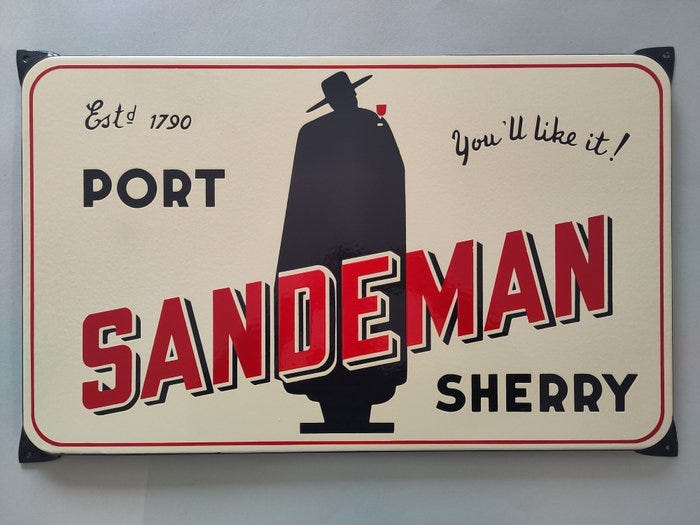 Estd 1790
You'll like it!
PORT
SANDEMAN
SHERRY